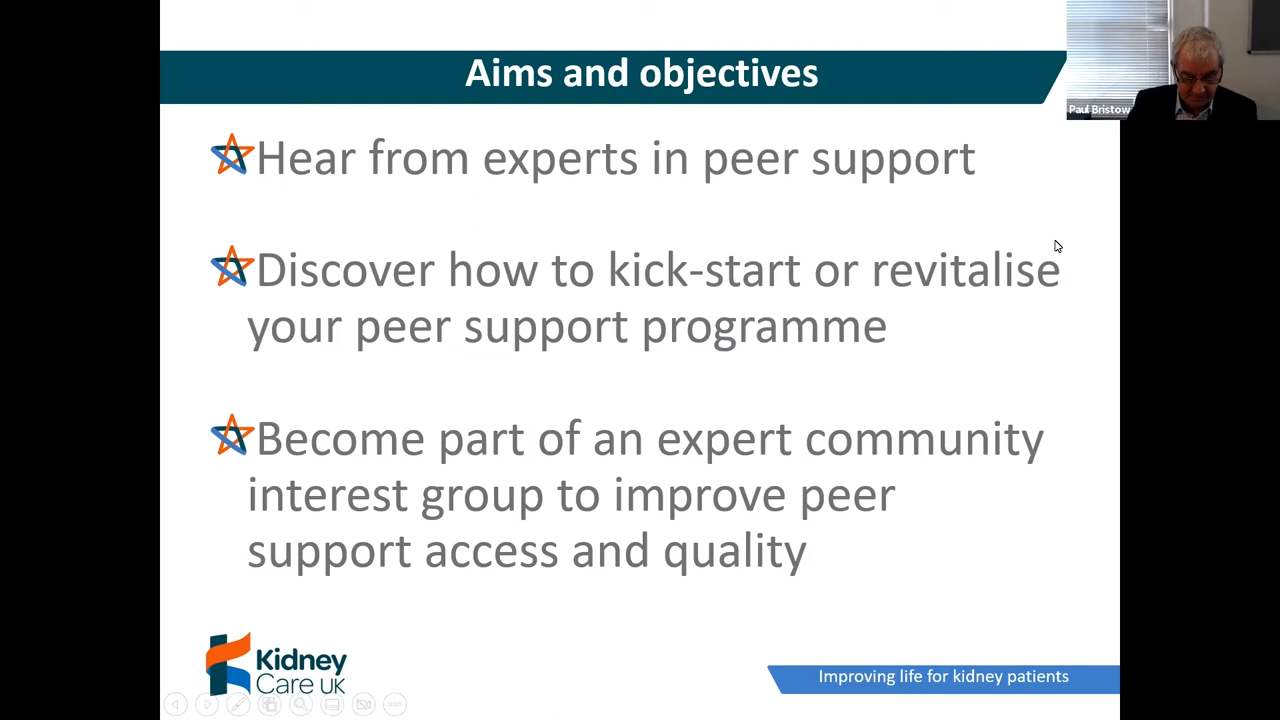 Aims and objectives
Paul Bristow
Hear from experts in peer support
Discover how to kick-start or revitalise
your peer support programme
Become part of an expert community
interest group to improve peer
support access and quality
Kidney
Care UK
Improving life for kidney patients